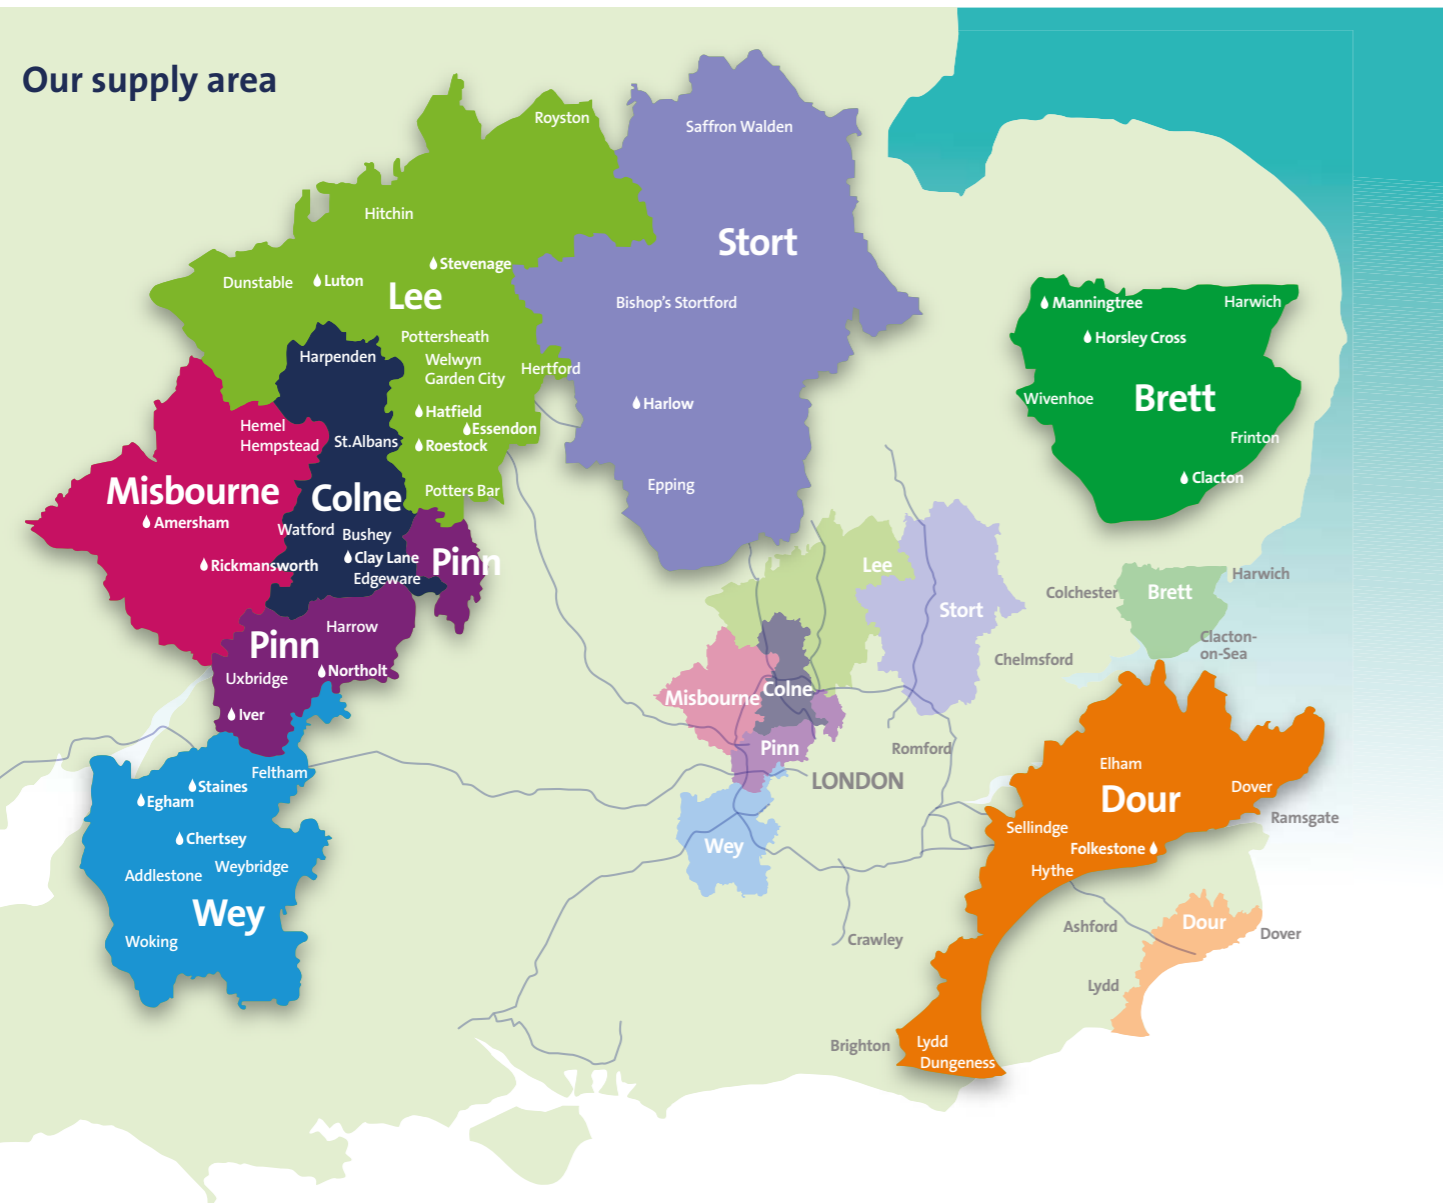 Our supply area
Royston
Hitchin
Stevenage
Dunstable
Luton
Lee
Pottersheath
Welwyn
Garden City
Hertford
Hatfield
Essendon
Roestock
Potters Bar
Saffron Walden
Stort
Bishop's Stortford
Harlow
Epping
Manningtree
Harwich
Horsley Cross
Wivenhoe
Brett
Frinton
Clacton
Harpenden
St.Albans
Colne
Watford
Bushey
Clay Lane
Edgeware
Hemel
Hempstead
Misbourne
Amersham
Rickmansworth
Pinn
Pinn
Harrow
Uxbridge
Northolt
Iver
Feltham
Staines
Egham
Chertsey
Weybridge
Addlestone
Wey
Woking
Lee
Stort
Misbourne
Colne
Pinn
Wey
LONDON
Romford
Chelmsford
Colchester
Brett
Harwich
Clacton-
on-Sea
Elham
Dour
Dover
Sellindge
Folkestone
Hythe
Lydd
Dungeness
Ramsgate
Ashford
Dour
Dover
Lydd
Crawley
Brighton